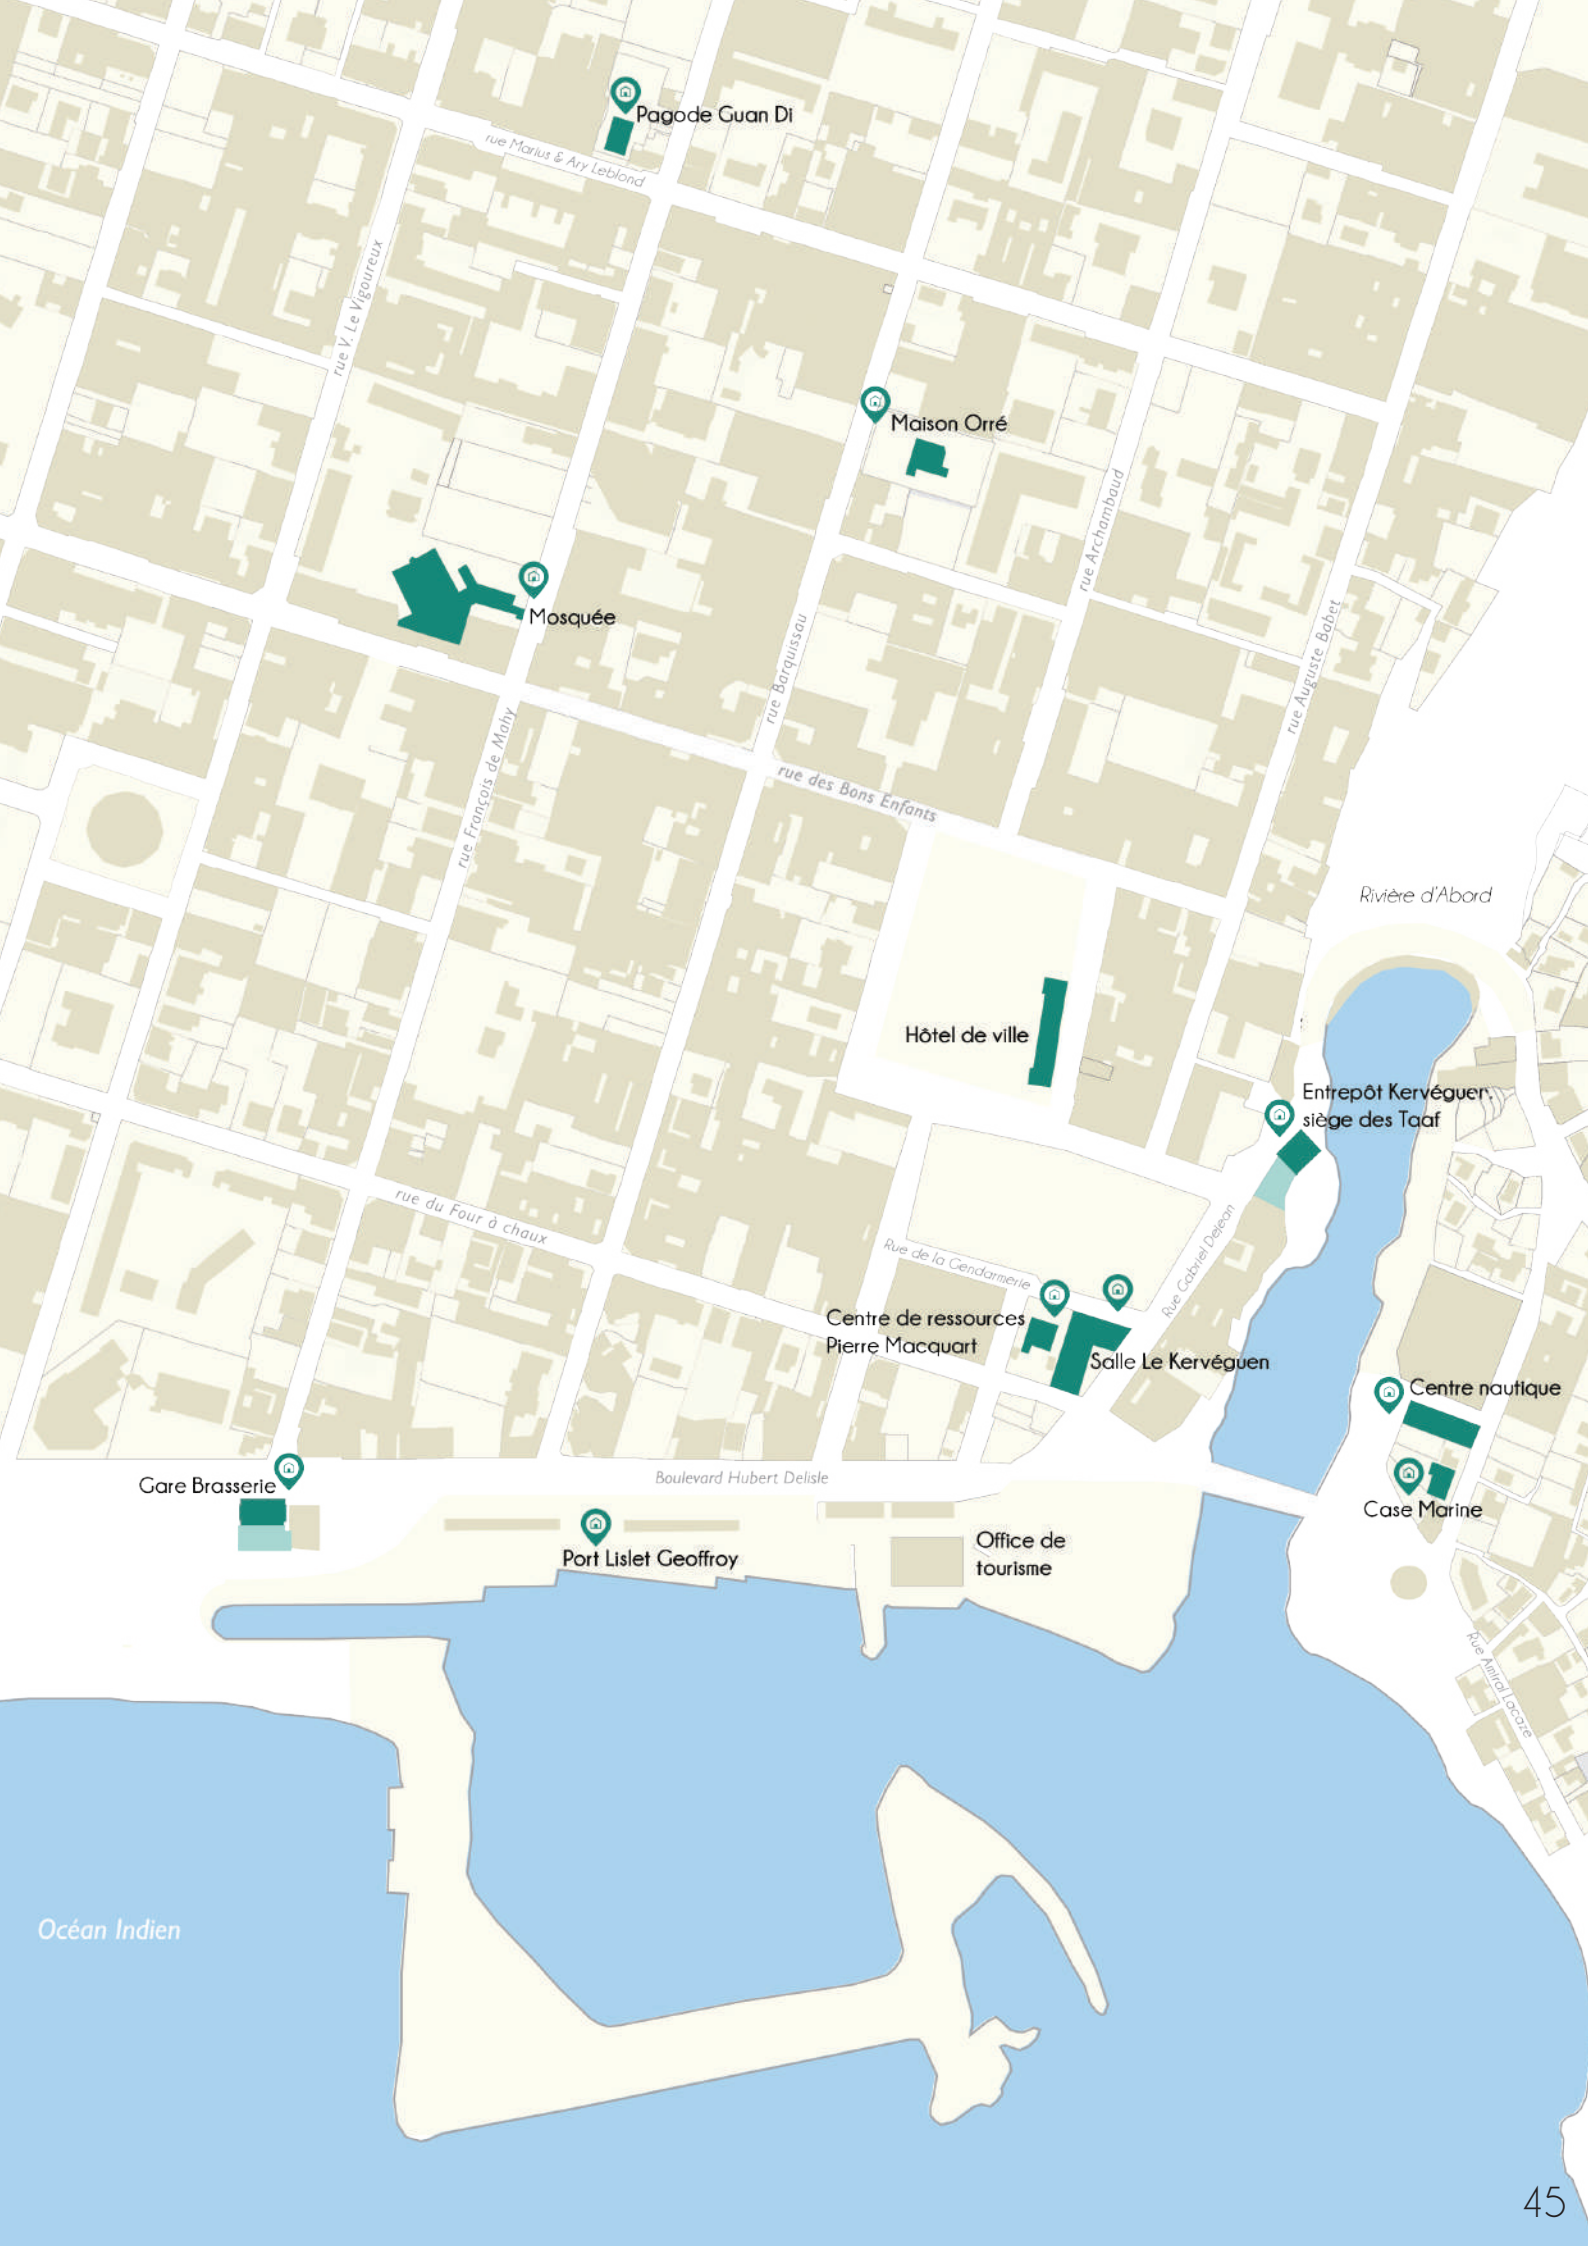 Pagode Guan Di
rue Marius & Ary Leblond
rue V. Le Vigoureux
Maison Orré
rue Archambaud
Mosquée
rue Barquissau
rue Auguste Babet
rue François de Mahy
rue des Bons Enfants
Rivière d'Abord
Hôtel de ville
Entrepôt Kervéguen,
siège des Taaf
rue du Four à chaux
Rue Gabriel Dejean
Rue de la Gendarmerie
Centre de ressources
Pierre Macquart
Salle Le Kervéguen
Centre nautique
Gare Brasserie
Boulevard Hubert Delisle
Case Marine
Port Lislet Geoffroy
Office de
tourisme
Rue Amiral Lacaze
Océan Indien
45